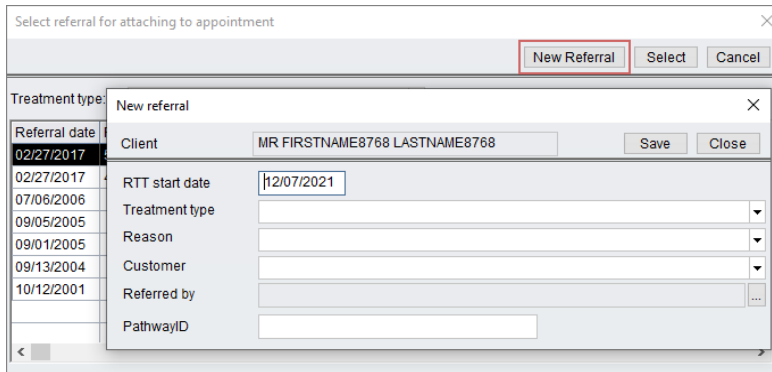 Select referral for attaching to appointment
New Referral Select Cancel
Treatment type:
New referral
Client MR FIRSTNAME8768 LASTNAME8768 Save Close
Referral date
02/27/2017
02/27/2017
07/06/2006
09/05/2005
09/01/2005
09/13/2004
10/12/2001
RTT start date 12/07/2021
Treatment type
Reason
Customer
Referred by ...
PathwayID